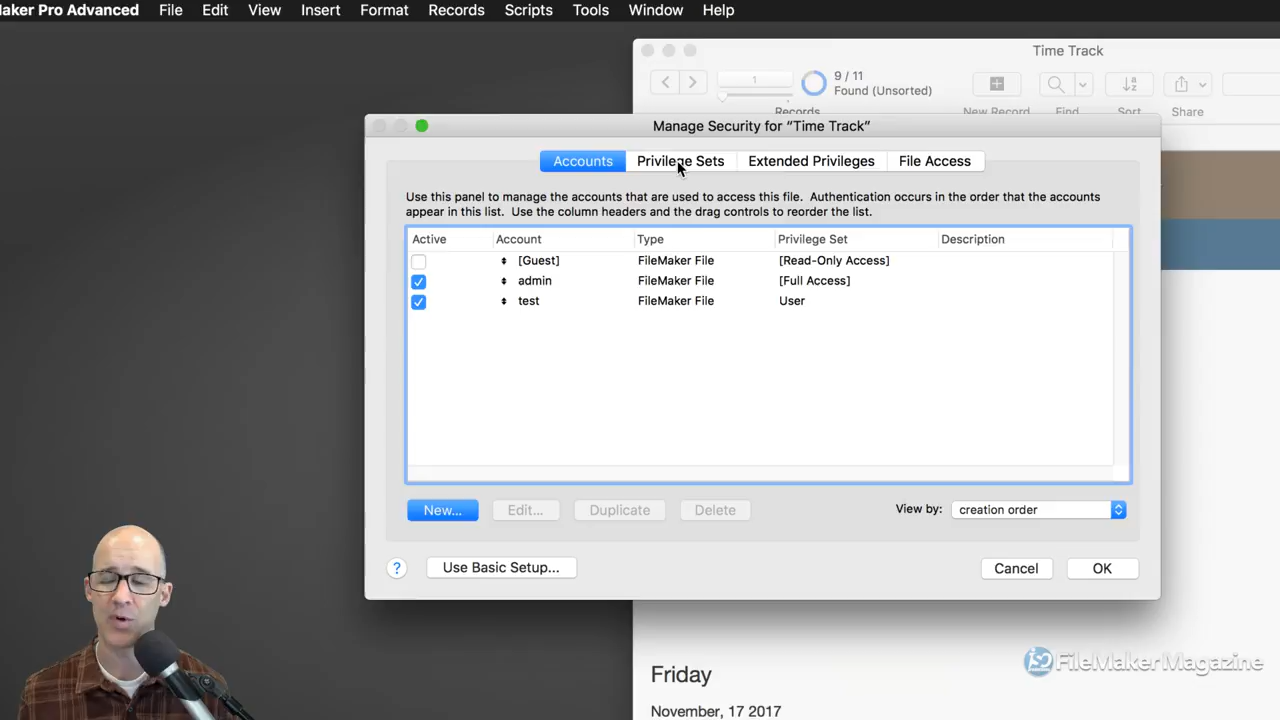 Maker Pro Advanced File Edit View Insert Format Records Scripts Tools Window Help
Time Track
1
9 / 11
Found (Unsorted)
Records
New Record Find Sort Share
Manage Security for “Time Track”
Accounts Privilege Sets Extended Privileges File Access
Use this panel to manage the accounts that are used to access this file. Authentication occurs in the order that the accounts
appear in this list. Use the column headers and the drag controls to reorder the list.
Active Account Type Privilege Set Description
[Guest] FileMaker File [Read-Only Access]
admin FileMaker File [Full Access]
test FileMaker File User
New... Edit... Duplicate Delete View by: creation order
? Use Basic Setup... Cancel OK
FileMakerMagazine
Friday
November, 17 2017